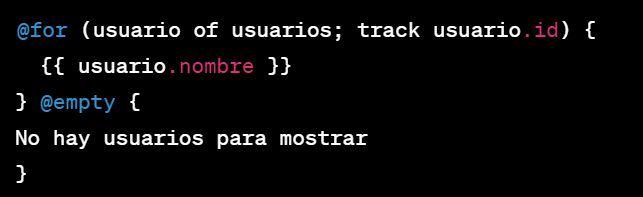 @for (usuario of usuarios; track usuario.id) {
{{ usuario.nombre }}
} @empty {
No hay usuarios para mostrar
}